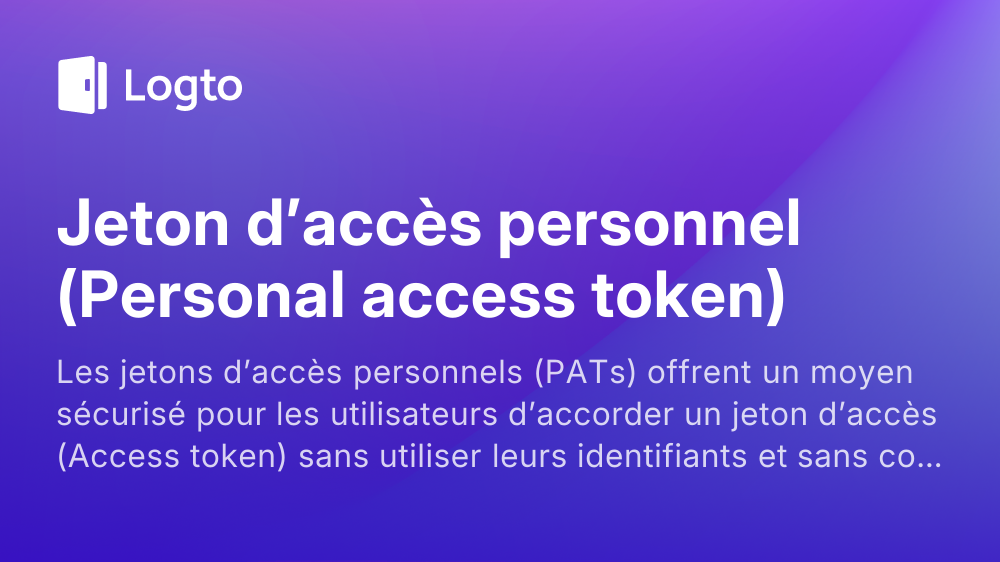 Logto
Jeton d’accès personnel
(Personal access token)
Les jetons d’accès personnels (PATs) offrent un moyen
sécurisé pour les utilisateurs d’accorder un jeton d’accès
(Access token) sans utiliser leurs identifiants et sans co...